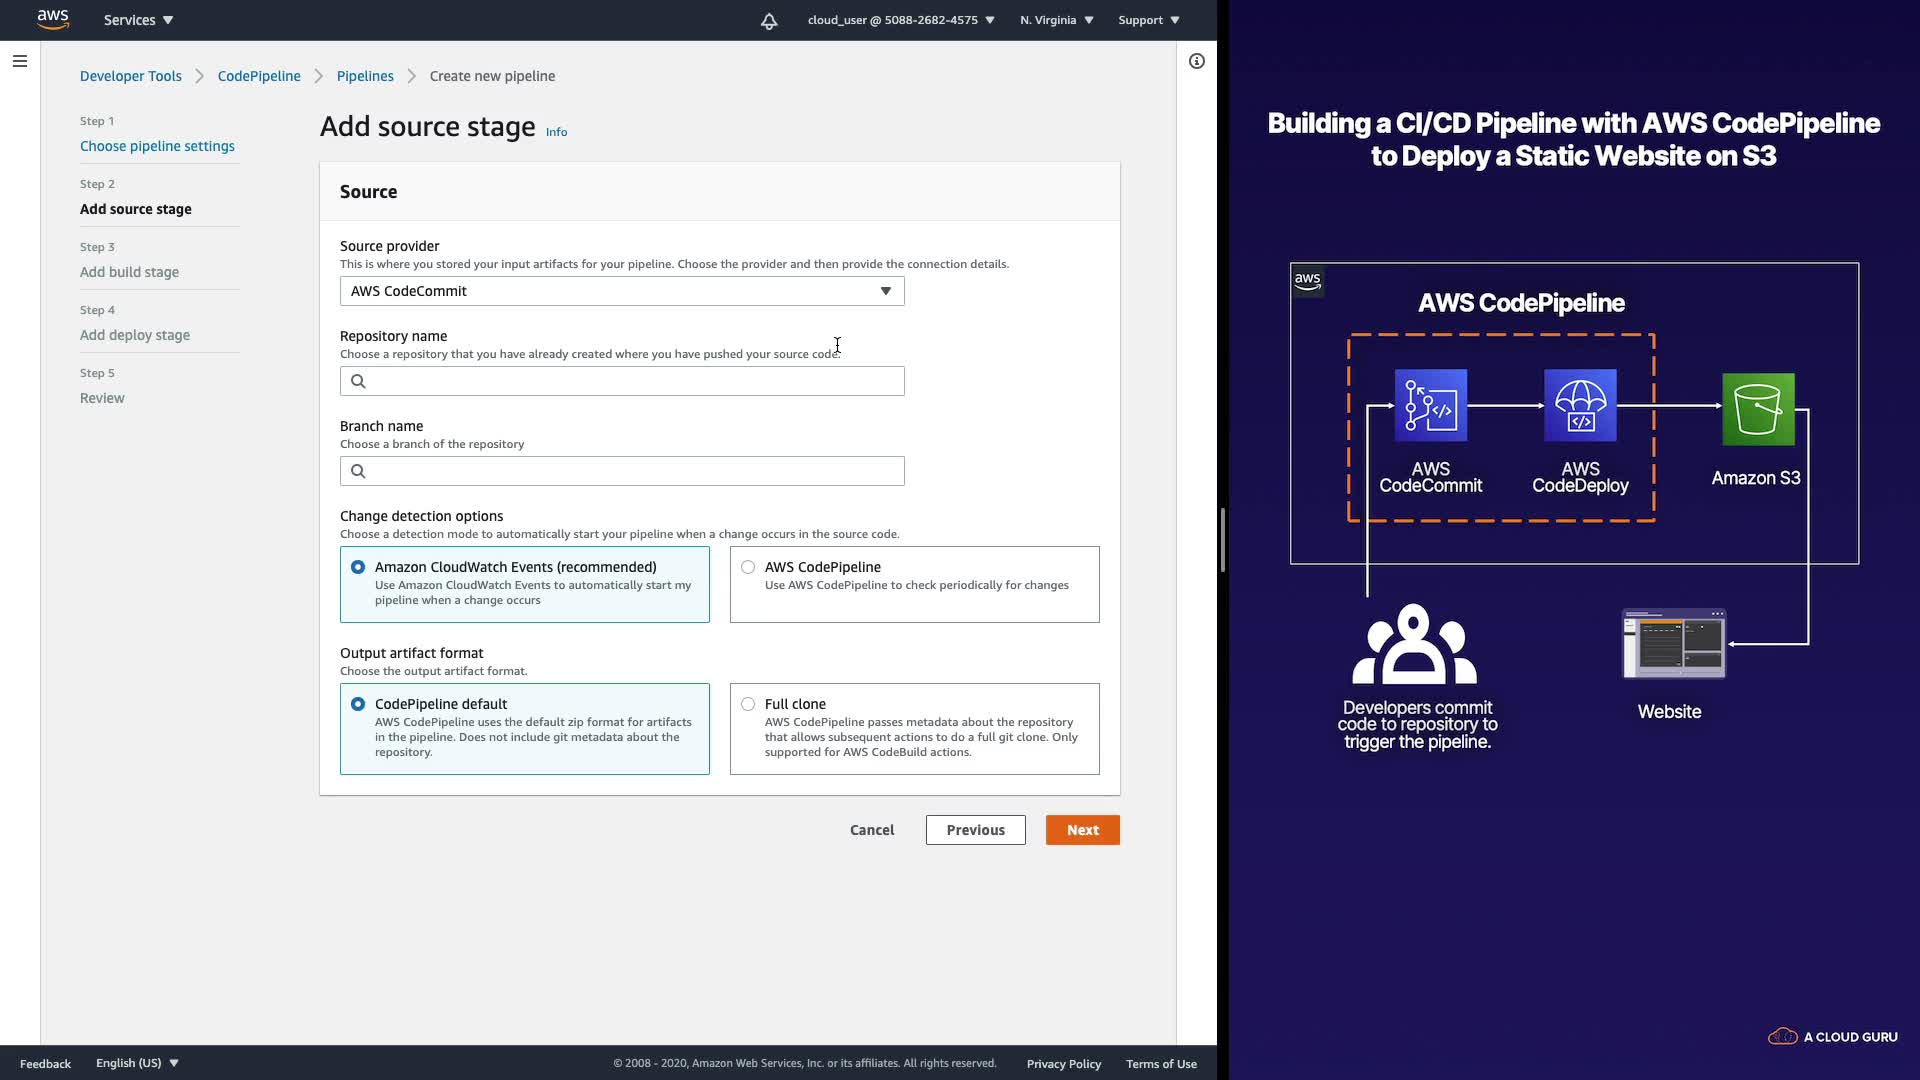 aws
Services
cloud_user @ 5088-2682-4575
N. Virginia
Support
Developer Tools
CodePipeline
Pipelines
Create new pipeline
Step 1
Choose pipeline settings
Step 2
Add source stage
Step 3
Add build stage
Step 4
Add deploy stage
Step 5
Review
Add source stage Info
Source
Source provider
This is where you stored your input artifacts for your pipeline. Choose the provider and then provide the connection details.
AWS CodeCommit
Repository name
Choose a repository that you have already created where you have pushed your source code.
Branch name
Choose a branch of the repository
Change detection options
Choose a detection mode to automatically start your pipeline when a change occurs in the source code.
Amazon CloudWatch Events (recommended)
Use Amazon CloudWatch Events to automatically start my
pipeline when a change occurs
AWS CodePipeline
Use AWS CodePipeline to check periodically for changes
Output artifact format
Choose the output artifact format.
CodePipeline default
AWS CodePipeline uses the default zip format for artifacts
in the pipeline. Does not include git metadata about the
repository.
Full clone
AWS CodePipeline passes metadata about the repository
that allows subsequent actions to do a full git clone. Only
supported for AWS CodeBuild actions.
Cancel
Previous
Next
Feedback
English (US)
© 2008 - 2020, Amazon Web Services, Inc. or its affiliates. All rights reserved.
Privacy Policy
Terms of Use
Building a CI/CD Pipeline with AWS CodePipeline
to Deploy a Static Website on S3
aws
AWS CodePipeline
AWS
CodeCommit
AWS
CodeDeploy
Amazon S3
Developers commit
code to repository to
trigger the pipeline.
Website
A CLOUD GURU